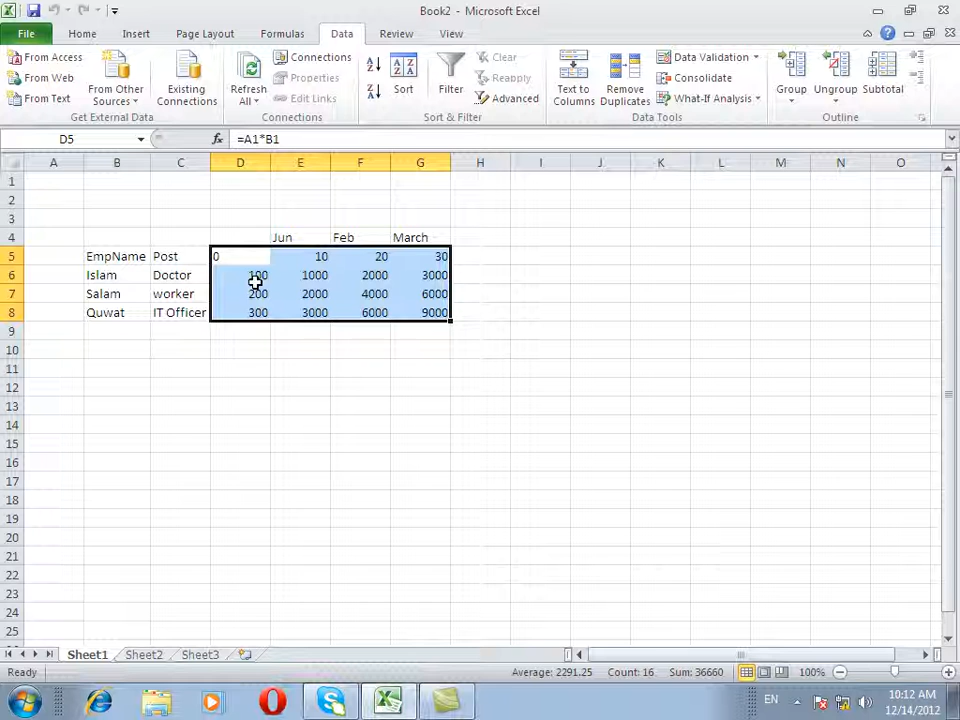 Book2 - Microsoft Excel
File Home Insert Page Layout Formulas Data Review View
From Access
From Web
From Text
From Other Sources
Existing Connections
Get External Data
Refresh All
Connections
Properties
Edit Links
Connections
Sort
Filter
Clear
Reapply
Advanced
Sort & Filter
Text to Columns
Remove Duplicates
Data Validation
Consolidate
What-If Analysis
Data Tools
Group
Ungroup
Subtotal
Outline
D5 fx =A1*B1
A B C D E F G H I J K L M N O
1
2
3
4 Jun Feb March
5 EmpName Post 0 10 20 30
6 Islam Doctor 100 1000 2000 3000
7 Salam worker 200 2000 4000 6000
8 Quwat IT Officer 300 3000 6000 9000
9
10
11
12
13
14
15
16
17
18
19
20
21
22
23
24
25
Sheet1 Sheet2 Sheet3
Ready Average: 2291.25 Count: 16 Sum: 36660 100%
EN 10:12 AM
12/14/2012